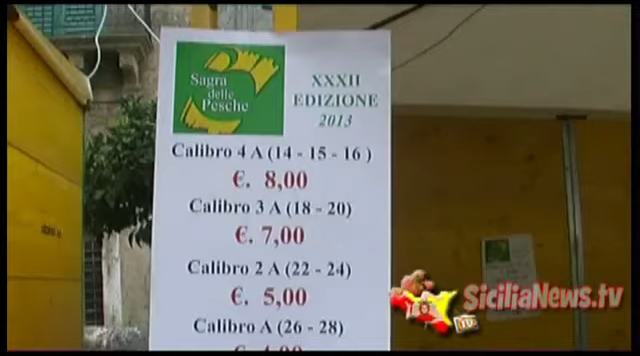 Sagra
delle
Pesche
XXXII
EDIZIONE
2013
Calibro 4 A (14 - 15 - 16 )
€. 8,00
Calibro 3 A (18 - 20)
€. 7,00
Calibro 2 A (22 - 24)
€. 5,00
Calibro A (26 - 28)
SiciliaNews.tv